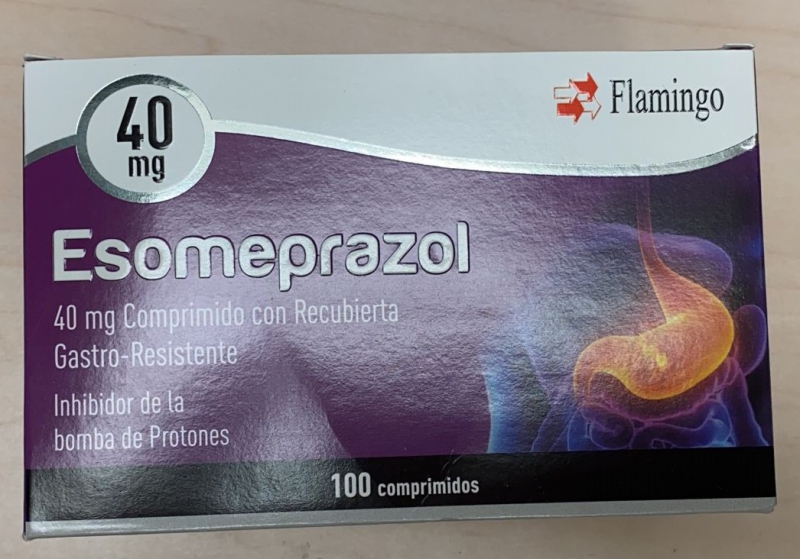 40
mg
Flamingo
Esomeprazol
40 mg Comprimido con Recubierta
Gastro-Resistente
Inhibidor de la
bomba de Protones
100 comprimidos